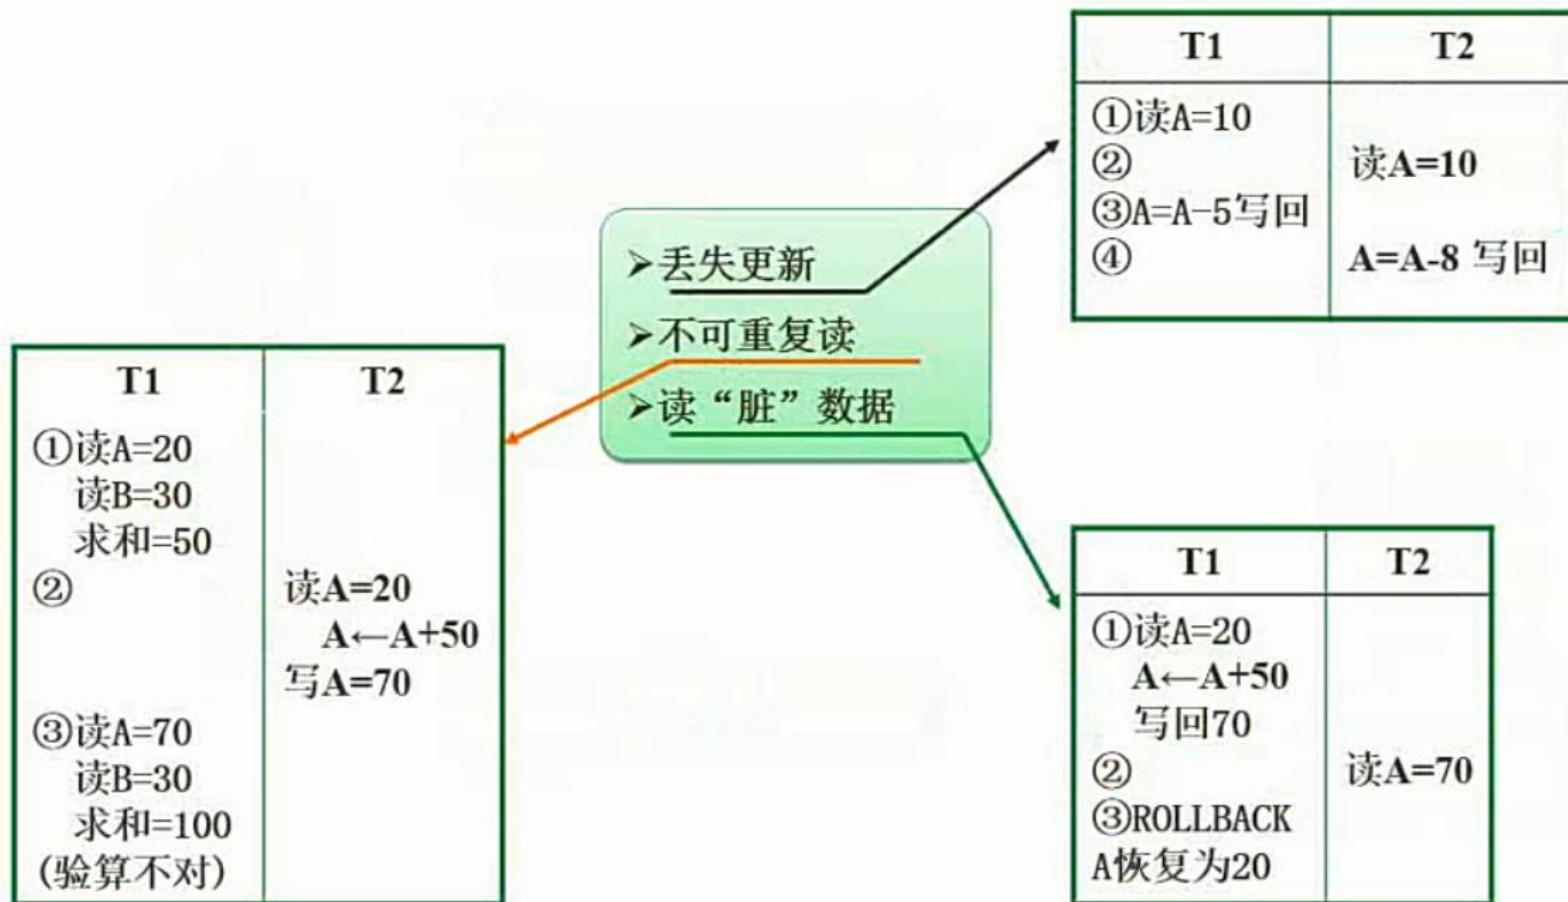 T1 T2
①读A=10
② 读A=10
③A=A-5写回
④ A=A-8 写回
➢丢失更新
➢不可重复读
➢读“脏”数据
T1 T2
①读A=20
读B=30
求和=50
② 读A=20
A←A+50
写A=70
③读A=70
读B=30
求和=100
(验算不对)
T1 T2
①读A=20
A←A+50
写回70
② 读A=70
③ROLLBACK
A恢复为20